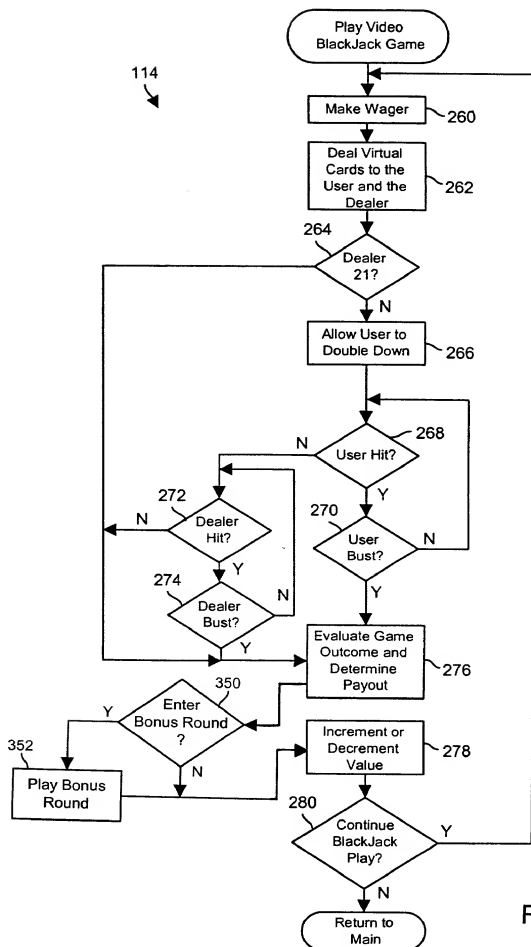 Play Video
BlackJack Game
114
Make Wager
260
Deal Virtual
Cards to the
User and the
Dealer
262
264
Dealer
21?
N
Allow User to
Double Down
266
268
N
User Hit?
Y
272
N
Dealer
Hit?
Y
270
User
Bust?
N
Y
274
Dealer
Bust?
N
Y
Evaluate Game
Outcome and
Determine
Payout
276
350
Enter
Bonus Round
?
Y
N
352
Play Bonus
Round
Increment or
Decrement
Value
278
280
Continue
BlackJack
Play?
Y
N
Return to
Main
F